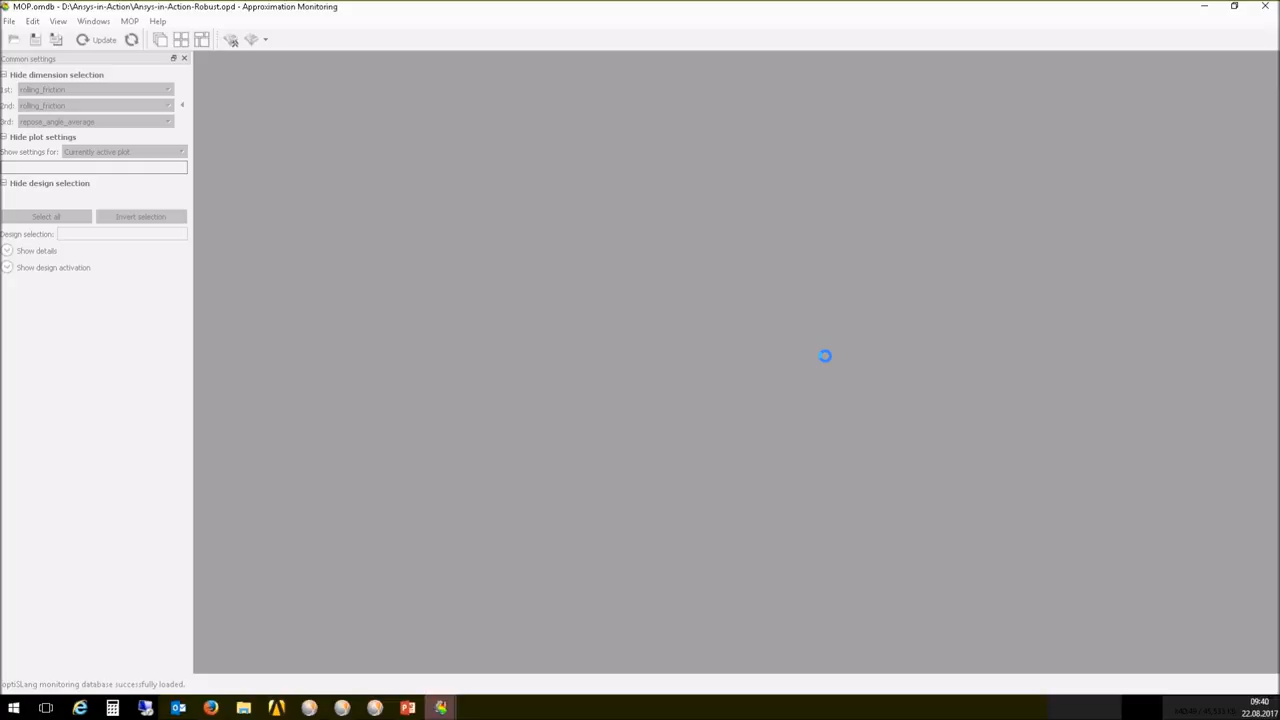 MOP.omdb - D:\Ansys-in-Action\Ansys-in-Action-Robust.opd - Approximation Monitoring
File Edit View Windows MOP Help
Update
Common settings
Hide dimension selection
1st: rolling_friction
2nd: rolling_friction
3rd: repose_angle_average
Hide plot settings
Show settings for: Currently active plot
Hide design selection
Select all Invert selection
Design selection:
Show details
Show design activation
optiSLang monitoring database successfully loaded.
09:40
22.08.2017